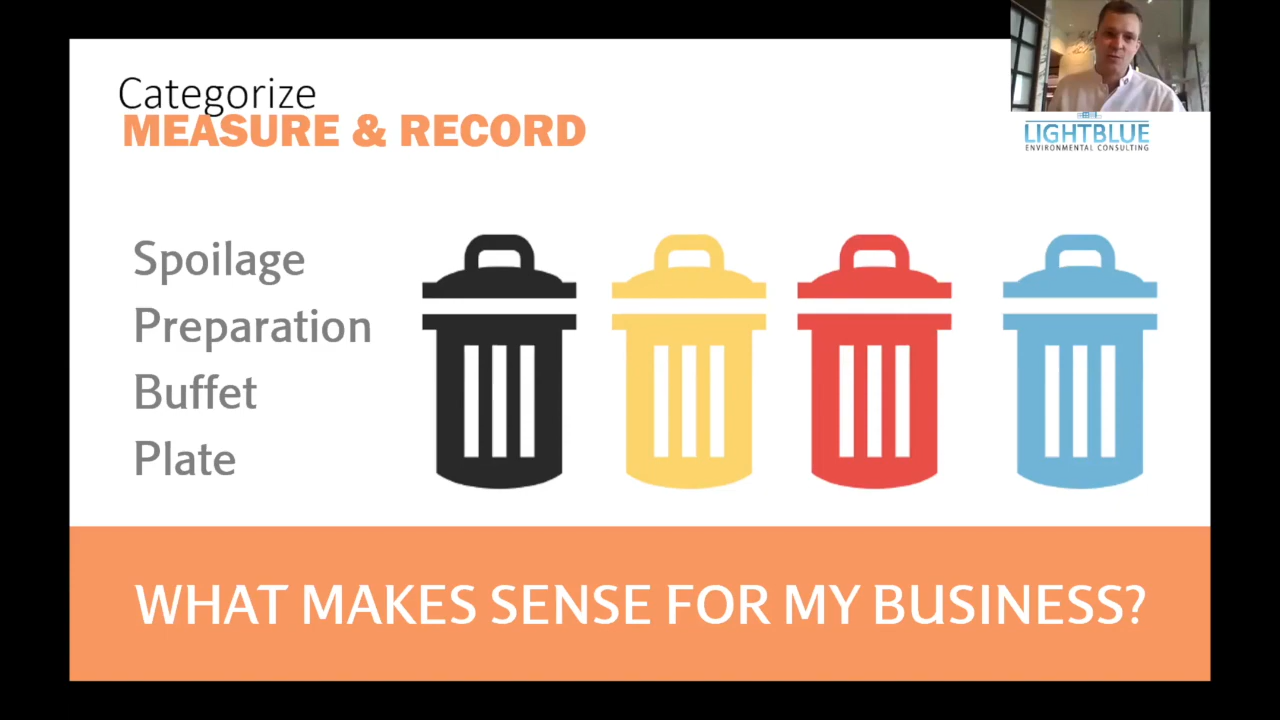 Categorize
MEASURE & RECORD
LIGHTBLUE
ENVIRONMENTAL CONSULTING
Spoilage
Preparation
Buffet
Plate
WHAT MAKES SENSE FOR MY BUSINESS?